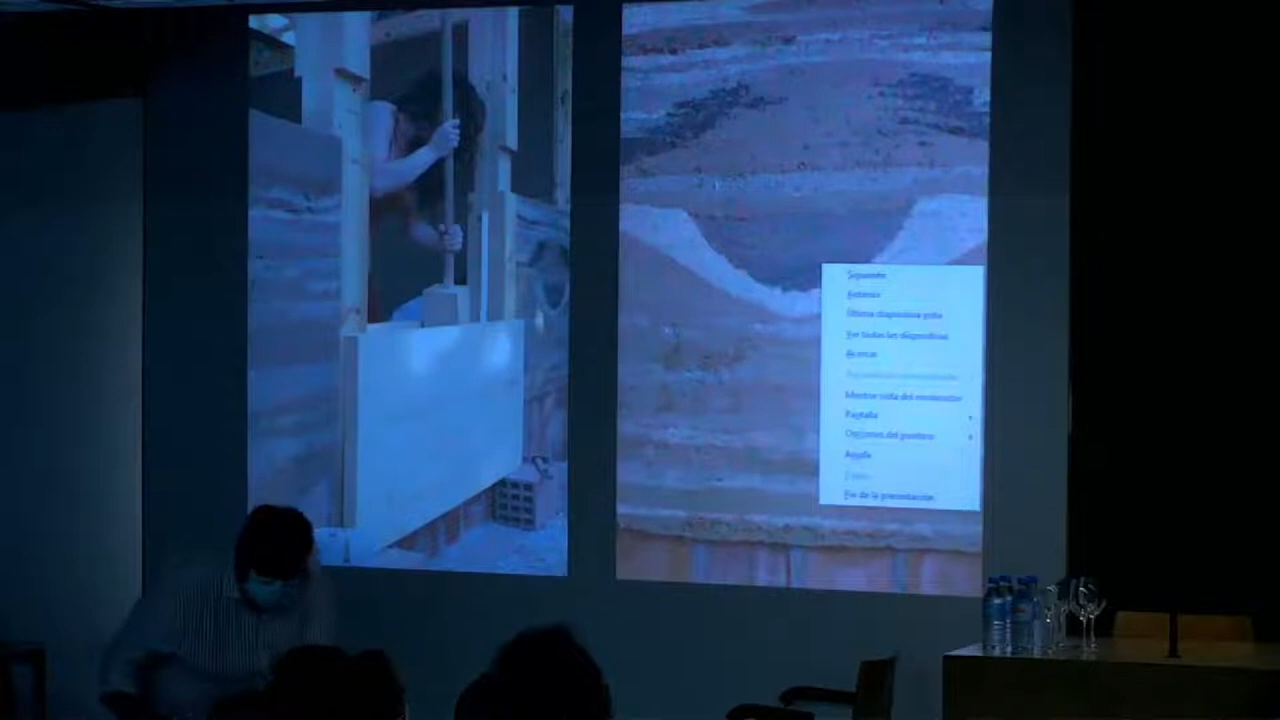 Siguiente
Anterior
Última diapositiva vista
Ver todas las diapositivas
Acercar
Mostrar vista del moderador
Pantalla
Opciones del puntero
Ayuda
Pausa
Fin de la presentación